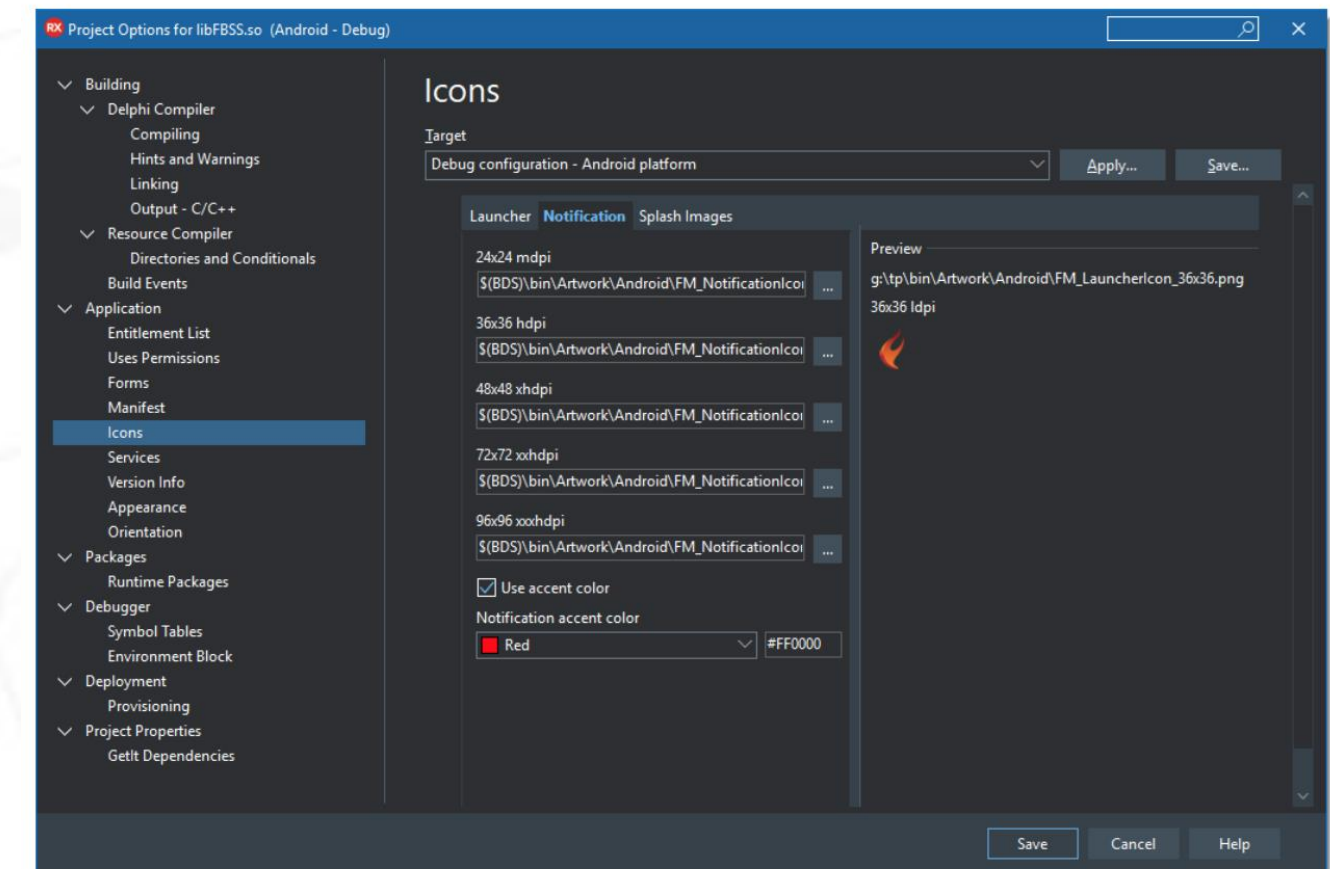 RX Project Options for libFBSS.so (Android - Debug)
Building
Delphi Compiler
Compiling
Hints and Warnings
Linking
Output - C/C++
Resource Compiler
Directories and Conditionals
Build Events
Application
Entitlement List
Uses Permissions
Forms
Manifest
Icons
Services
Version Info
Appearance
Orientation
Packages
Runtime Packages
Debugger
Symbol Tables
Environment Block
Deployment
Provisioning
Project Properties
GetIt Dependencies
Icons
Target
Debug configuration - Android platform
Apply...
Save...
Launcher Notification Splash Images
24x24 mdpi
$(BDS)\bin\Artwork\Android\FM_NotificationIco
...
36x36 hdpi
$(BDS)\bin\Artwork\Android\FM_NotificationIco
...
48x48 xhdpi
$(BDS)\bin\Artwork\Android\FM_NotificationIco
...
72x72 xxhdpi
$(BDS)\bin\Artwork\Android\FM_NotificationIco
...
96x96 xxxhdpi
$(BDS)\bin\Artwork\Android\FM_NotificationIco
...
Use accent color
Notification accent color
Red
#FF0000
Preview
g:\tp\bin\Artwork\Android\FM_LauncherIcon_36x36.png
36x36 ldpi
Save
Cancel
Help